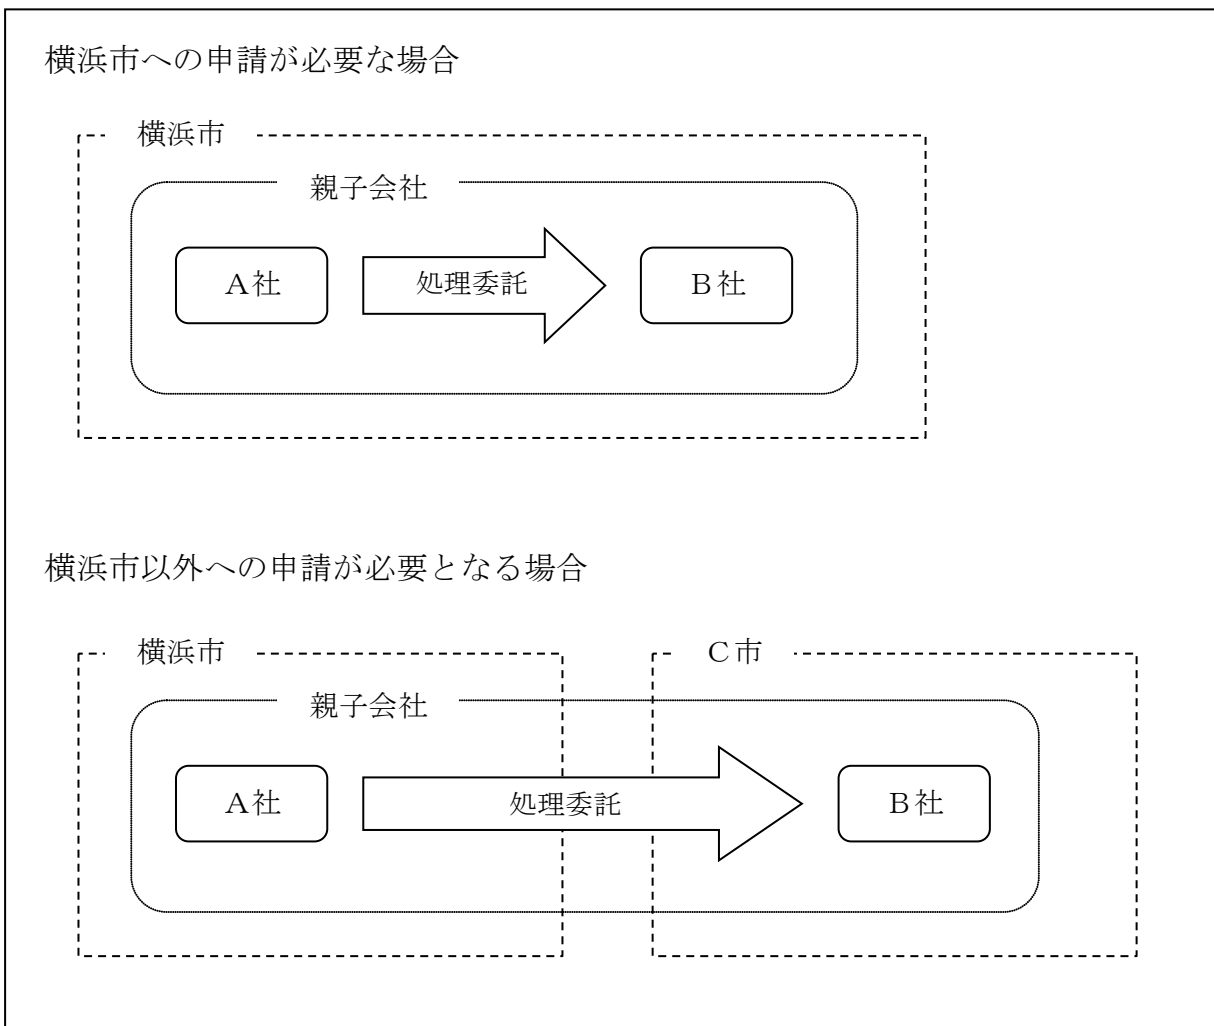 横浜市への申請が必要な場合
横浜市
親子会社
Ａ社
処理委託
Ｂ社
横浜市以外への申請が必要となる場合
横浜市
Ｃ市
親子会社
Ａ社
処理委託
Ｂ社